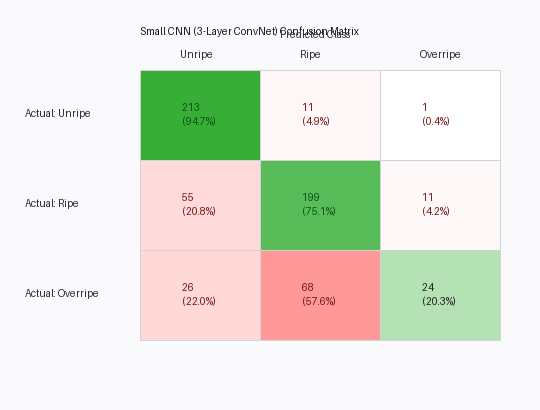 Small CNN (3-Layer ConvNet) Confusion Matrix
Predicted Class
Unripe Ripe Overripe
Actual: Unripe 213 11 1
(94.7%) (4.9%) (0.4%)
Actual: Ripe 55 199 11
(20.8%) (75.1%) (4.2%)
Actual: Overripe 26 68 24
(22.0%) (57.6%) (20.3%)